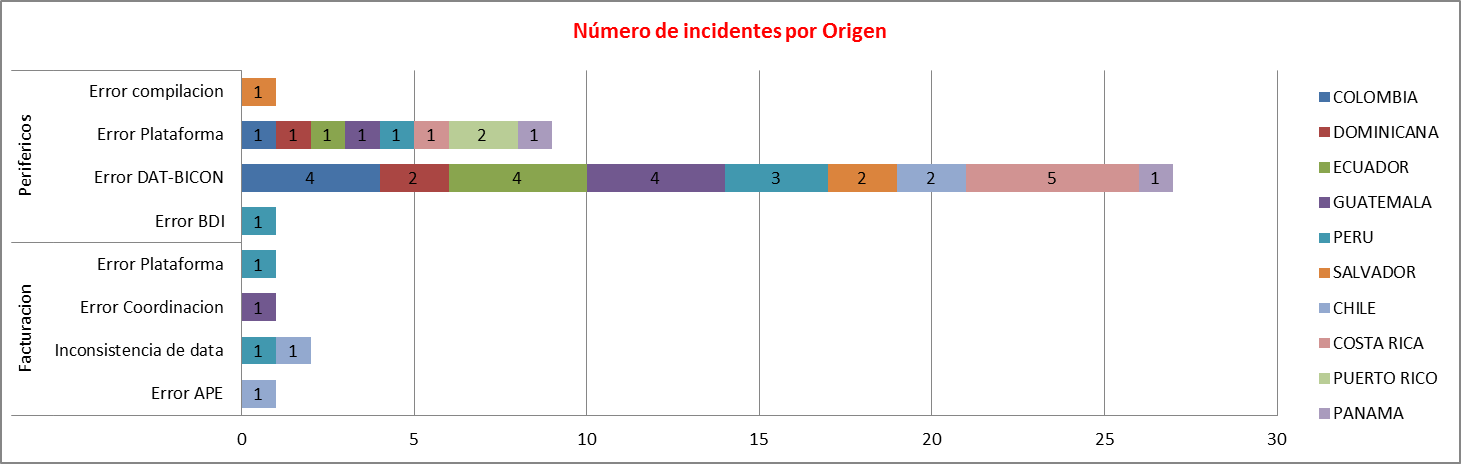 Número de incidentes por Origen
Perifericos
Error compilacion
1
Error Plataforma
1 1 1 1 1 1 2 1
Error DAT-BICON
4 2 4 4 3 2 2 5 1
Error BDI
1
Facturacion
Error Plataforma
1
Error Coordinacion
1
Inconsistencia de data
1 1
Error APE
1
0 5 10 15 20 25 30
COLOMBIA
DOMINICANA
ECUADOR
GUATEMALA
PERU
SALVADOR
CHILE
COSTA RICA
PUERTO RICO
PANAMA